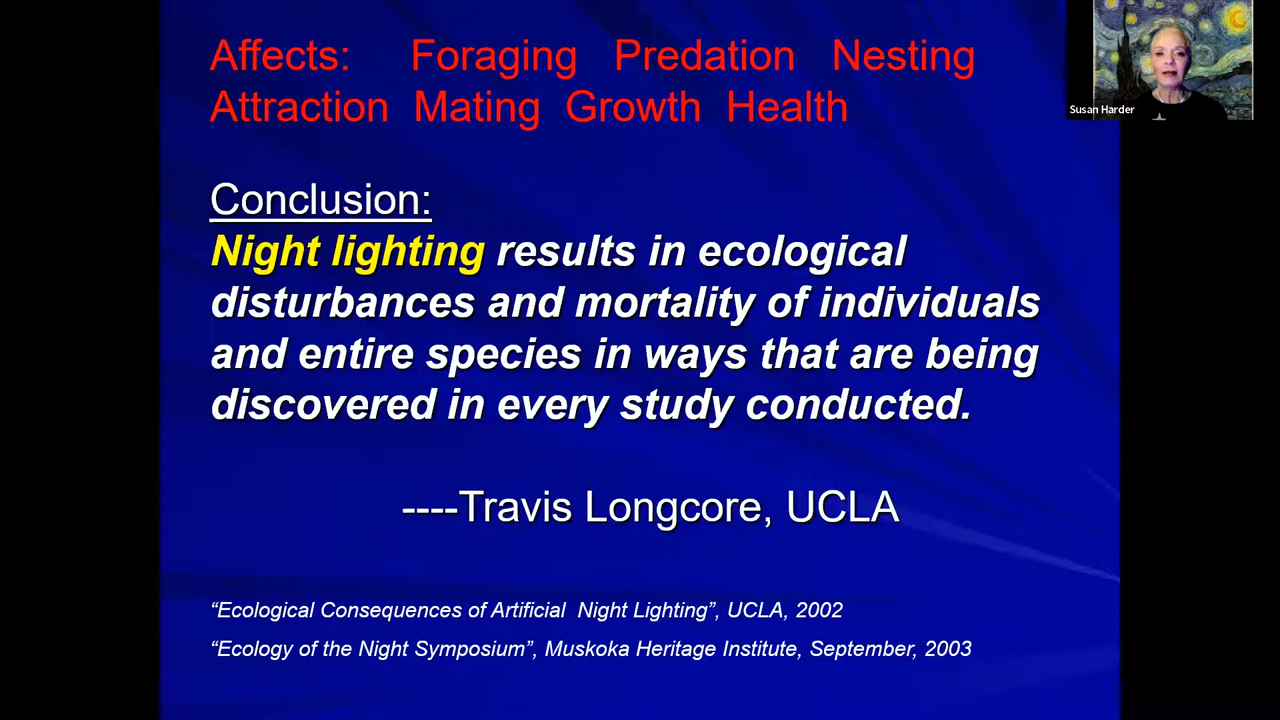 Affects: Foraging Predation Nesting
Attraction Mating Growth Health
Susan Harder
Conclusion:
Night lighting results in ecological
disturbances and mortality of individuals
and entire species in ways that are being
discovered in every study conducted.
----Travis Longcore, UCLA
“Ecological Consequences of Artificial Night Lighting”, UCLA, 2002
“Ecology of the Night Symposium”, Muskoka Heritage Institute, September, 2003